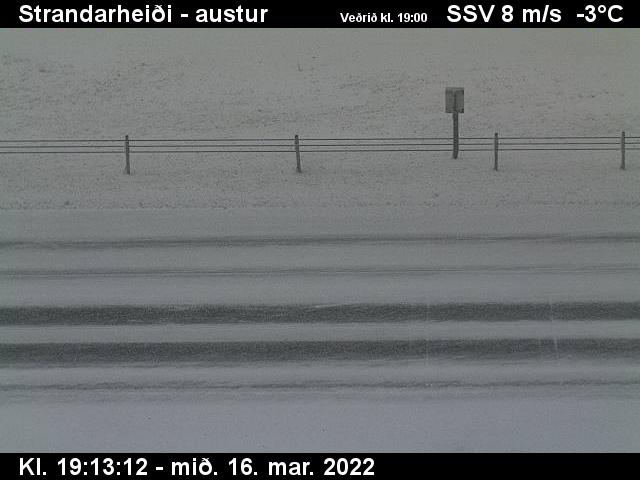 Strandarheiði - austur Veðrið kl. 19:00 SSV 8 m/s -3°C
Kl. 19:13:12 - mið. 16. mar. 2022